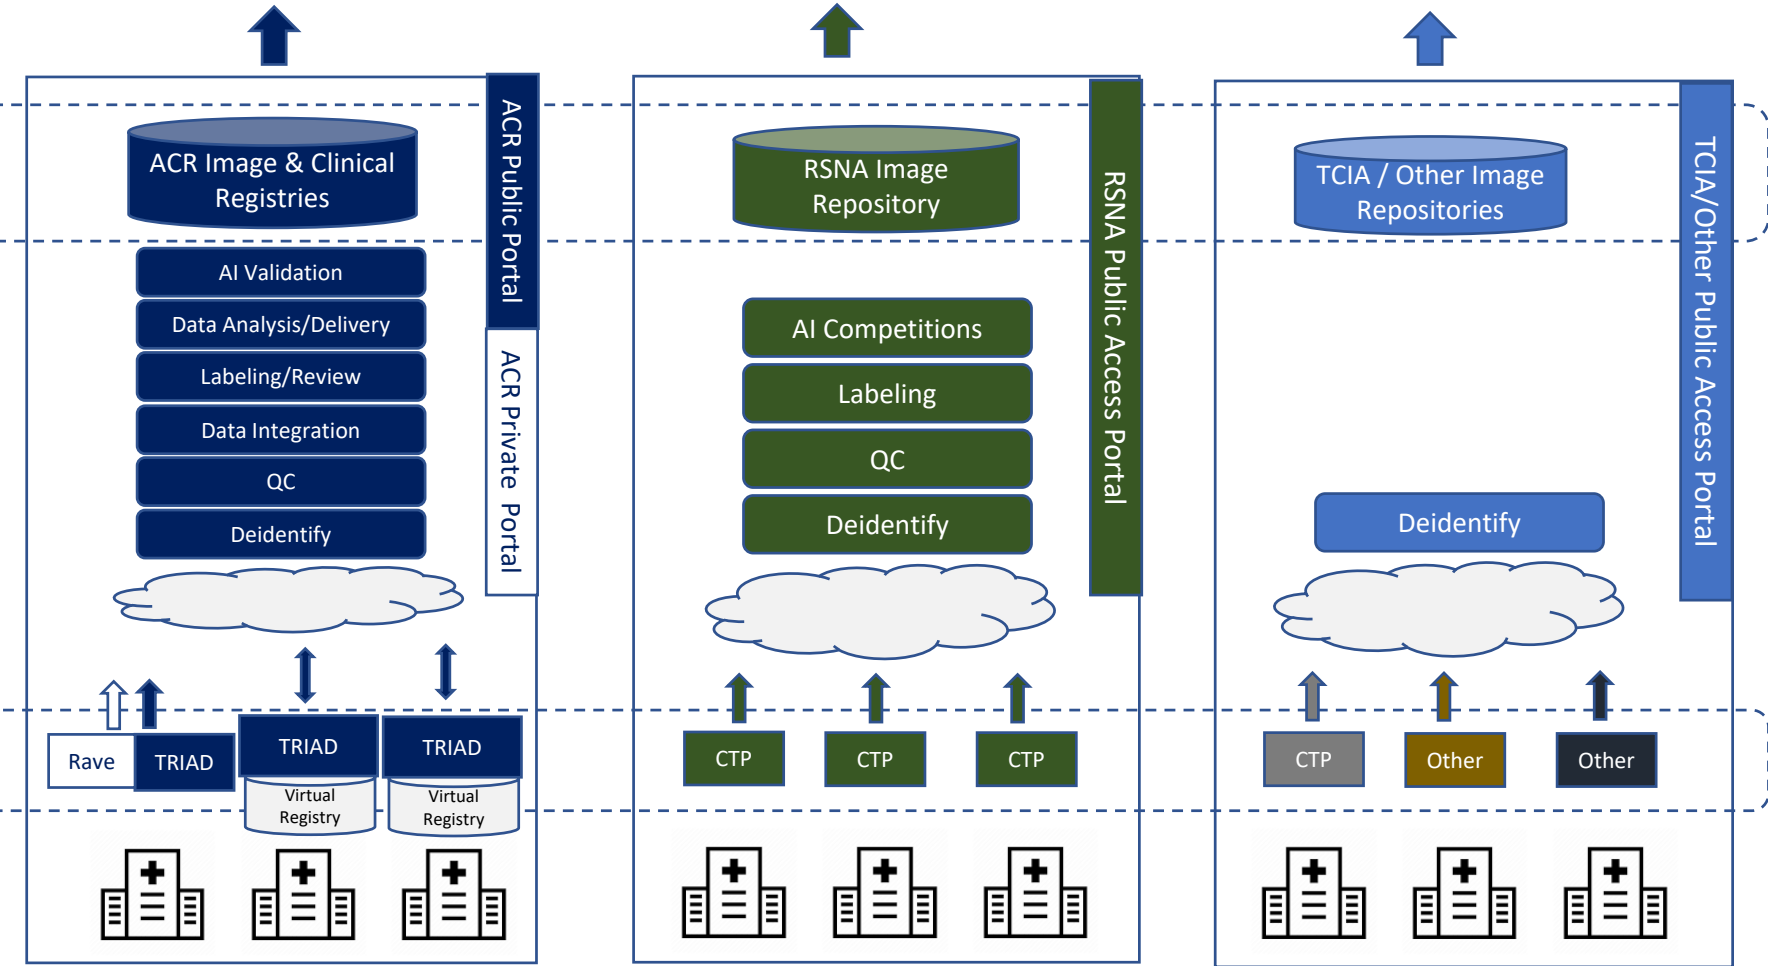 ACR Image & Clinical
Registries
AI Validation
Data Analysis/Delivery
Labeling/Review
Data Integration
QC
Deidentify
ACR Public Portal
ACR Private Portal
Rave
TRIAD
TRIAD
Virtual
Registry
TRIAD
Virtual
Registry
RSNA Image
Repository
AI Competitions
Labeling
QC
Deidentify
RSNA Public Access Portal
CTP
CTP
CTP
TCIA / Other Image
Repositories
Deidentify
TCIA/Other Public Access Portal
CTP
Other
Other